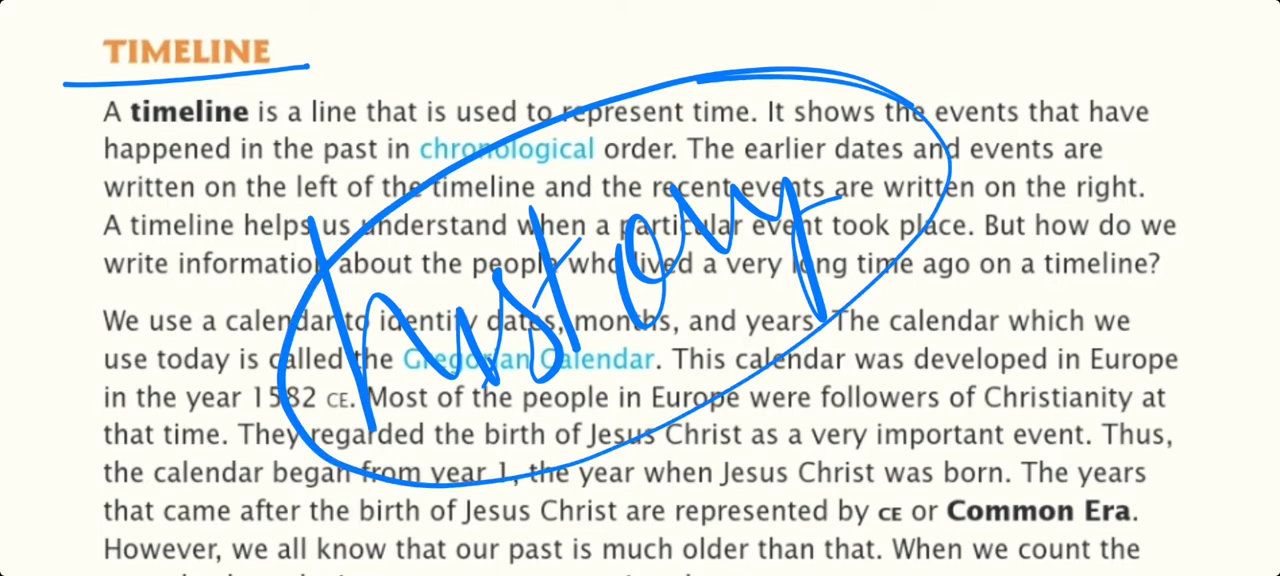 TIMELINE
A timeline is a line that is used to represent time. It shows the events that have
happened in the past in chronological order. The earlier dates and events are
written on the left of the timeline and the recent events are written on the right.
A timeline helps us understand when a particular event took place. But how do we
write information about the people who lived a very long time ago on a timeline?
History
We use a calendar to identify dates, months, and years. The calendar which we
use today is called the Gregorian Calendar. This calendar was developed in Europe
in the year 1582 CE. Most of the people in Europe were followers of Christianity at
that time. They regarded the birth of Jesus Christ as a very important event. Thus,
the calendar began from year 1, the year when Jesus Christ was born. The years
that came after the birth of Jesus Christ are represented by CE or Common Era.
However, we all know that our past is much older than that. When we count the